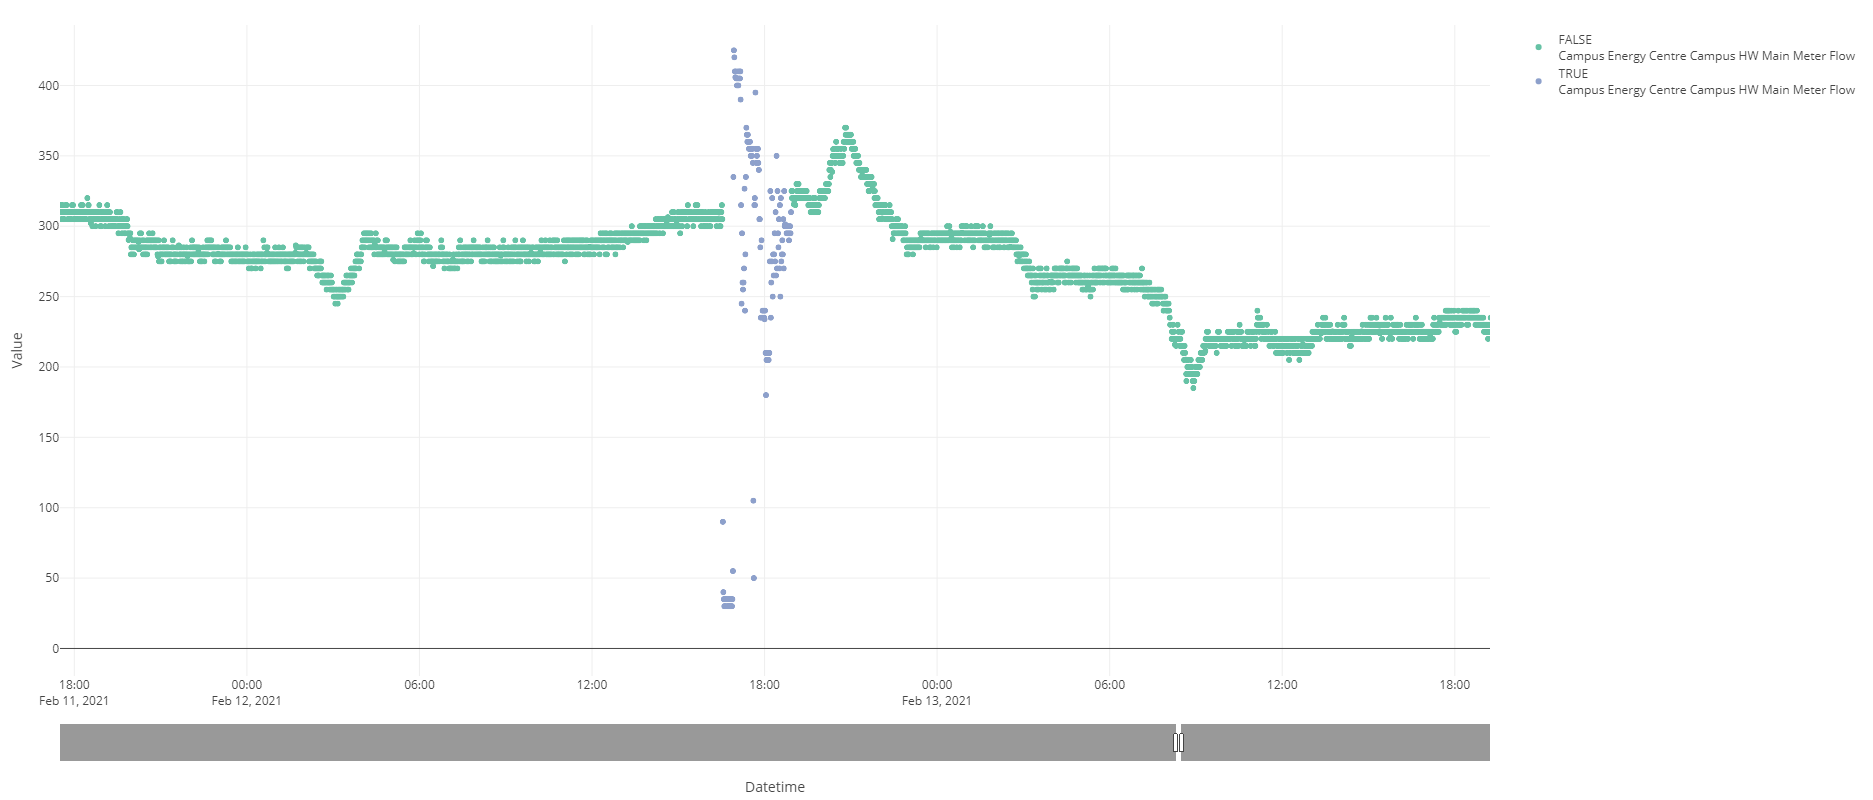 FALSE
Campus Energy Centre Campus HW Main Meter Flow
TRUE
Campus Energy Centre Campus HW Main Meter Flow
400
350
300
250
200
150
100
50
0
Value
18:00 00:00 06:00 12:00 18:00 00:00 06:00 12:00 18:00
Feb 11, 2021 Feb 12, 2021 Feb 13, 2021
Datetime